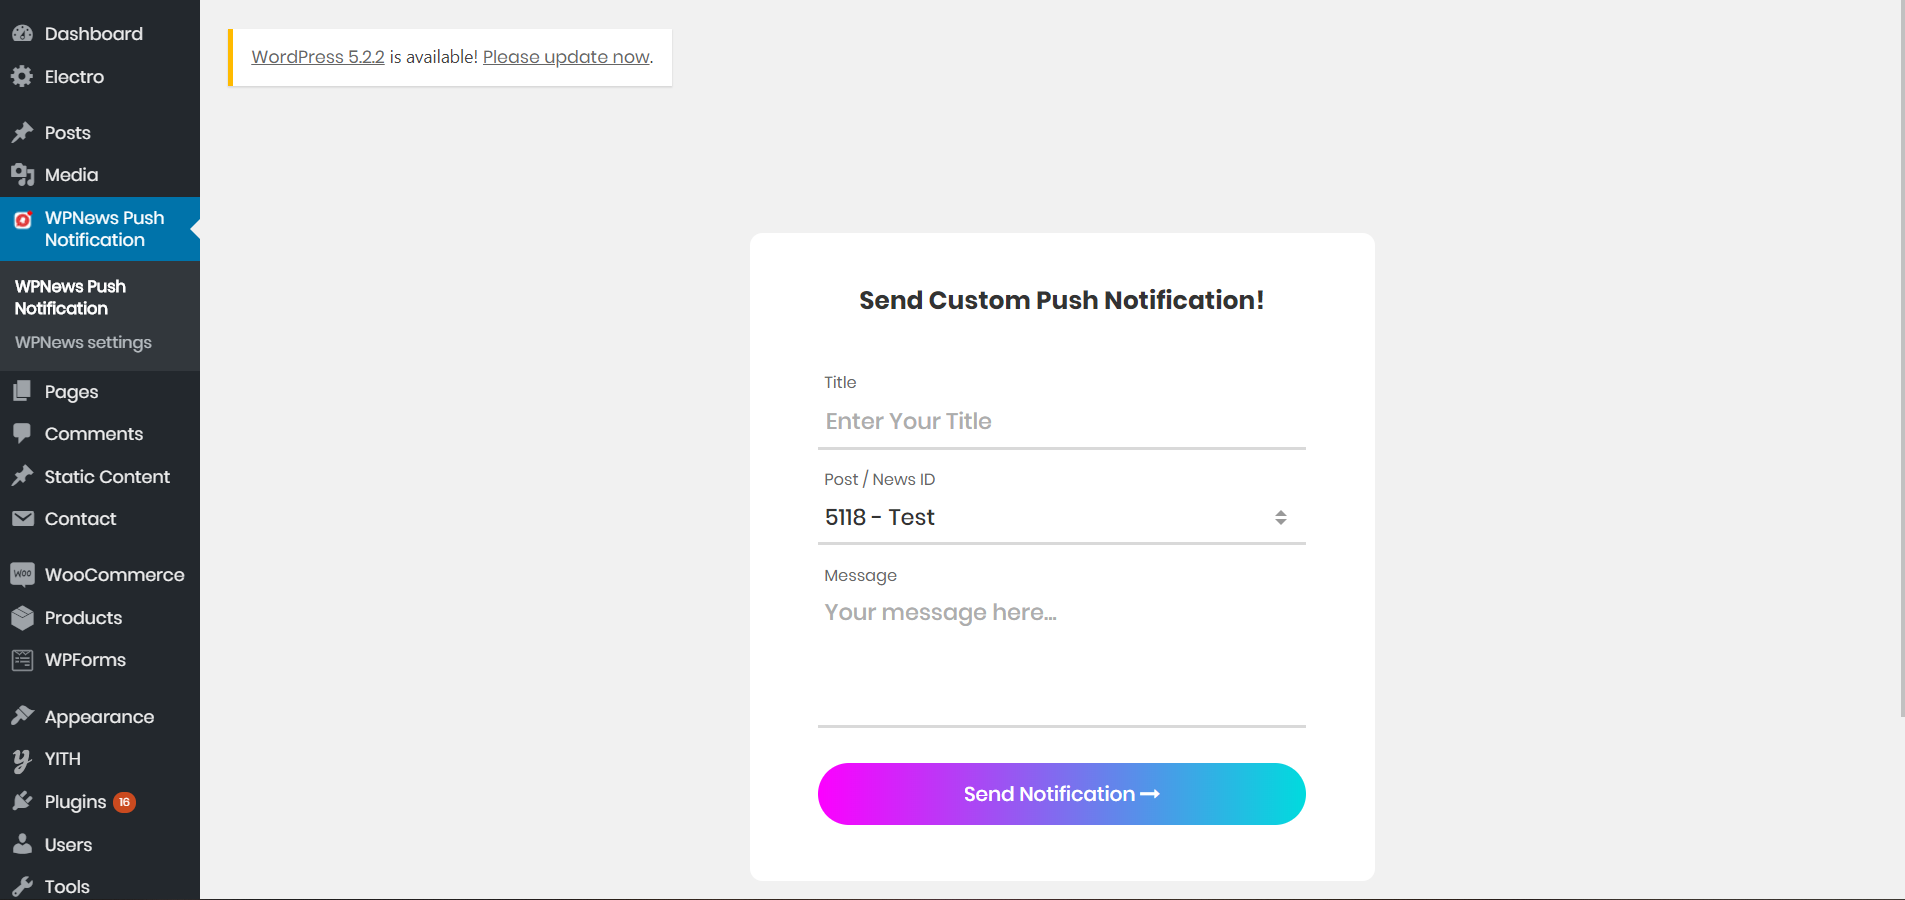 Dashboard
Electro
Posts
Media
WPNews Push
Notification
WPNews Push
Notification
WPNews settings
Pages
Comments
Static Content
Contact
Woo WooCommerce
Products
WPForms
Appearance
YITH
Plugins 16
Users
Tools
WordPress 5.2.2 is available! Please update now.
Send Custom Push Notification!
Title
Enter Your Title
Post / News ID
5118 - Test
Message
Your message here...
Send Notification →